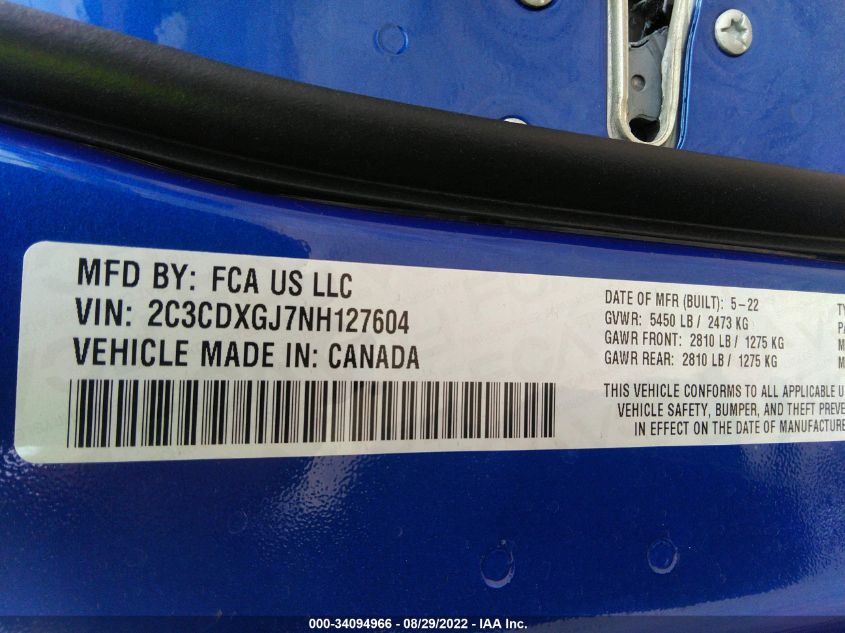 MFD BY: FCA US LLC
VIN: 2C3CDXGJ7NH127604
VEHICLE MADE IN: CANADA
DATE OF MFR (BUILT): 5-22
GVWR: 5450 LB / 2473 KG
GAWR FRONT: 2810 LB / 1275 KG
GAWR REAR: 2810 LB / 1275 KG
THIS VEHICLE CONFORMS TO ALL APPLICABLE
VEHICLE SAFETY, BUMPER, AND THEFT
IN EFFECT ON THE DATE OF
000-34094966 - 08/29/2022 - IAA Inc.